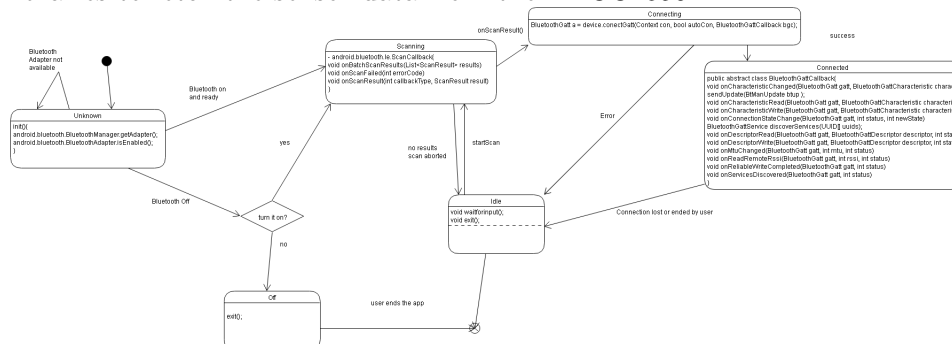 onScanResult()
Connecting
BluetoothGatt a = device.conectGatt(Context con, bool autoCon, BluetoothGattCallback bgc);
success
Bluetooth
Adapter not
available
Scanning
- android.bluetooth.le.ScanCallback{
void onBatchScanResults(List<ScanResult> results)
void onScanFailed(int errorCode)
void onScanResult(int callbackType, ScanResult result)
}
Bluetooth on
and ready
Connected
public abstract class BluetoothGattCallback{
void onCharacteristicChanged(BluetoothGatt gatt, BluetoothGattCharacteristic
sendUpdate(BtManUpdate btup );
void onCharacteristicRead(BluetoothGatt gatt, BluetoothGattCharacteristic
void onCharacteristicWrite(BluetoothGatt gatt, BluetoothGattCharacteristic
void onConnectionStateChange(BluetoothGatt gatt, int status, int newState)
BluetoothGattService discoverServices(UUID[] uuids);
void onDescriptorRead(BluetoothGatt gatt, BluetoothGattDescriptor descriptor, int
void onDescriptorWrite(BluetoothGatt gatt, BluetoothGattDescriptor descriptor, int
void onMtuChanged(BluetoothGatt gatt, int mtu, int status)
void onReadRemoteRssi(BluetoothGatt gatt, int rssi, int status)
void onReliableWriteCompleted(BluetoothGatt gatt, int status)
void onServicesDiscovered(BluetoothGatt gatt, int status)
}
Unknown
init(){
android.bluetooth.BluetoothManager.getAdapter();
android.bluetooth.BluetoothAdapter.isEnabled();
}
Error
yes
no results
scan aborted
startScan
Bluetooth Off
turn it on?
Idle
void waitforinput();
void exit();
Connection lost or ended by user
no
Off
exit();
user ends the app